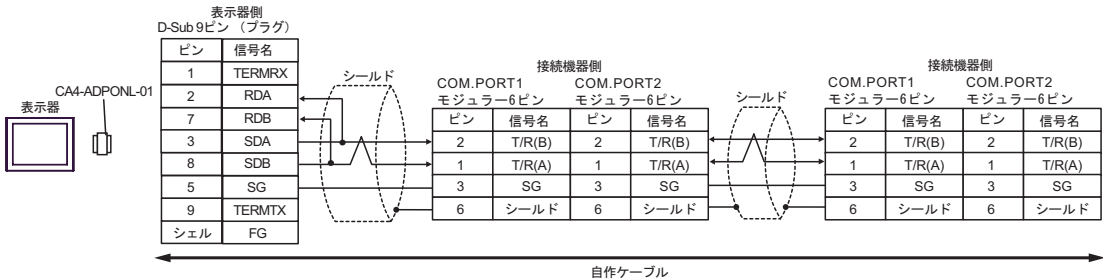 表示器側
D-Sub 9ピン （プラグ）
ピン 信号名
1 TERMRX
2 RDA
7 RDB
3 SDA
8 SDB
5 SG
9 TERMTX
シェル FG
CA4-ADPONL-01
表示器
シールド
接続機器側
COM.PORT1 COM.PORT2
モジュラー6ピン モジュラー6ピン
ピン 信号名 ピン 信号名
2 T/R(B) 2 T/R(B)
1 T/R(A) 1 T/R(A)
3 SG 3 SG
6 シールド 6 シールド
シールド
接続機器側
COM.PORT1 COM.PORT2
モジュラー6ピン モジュラー6ピン
ピン 信号名 ピン 信号名
2 T/R(B) 2 T/R(B)
1 T/R(A) 1 T/R(A)
3 SG 3 SG
6 シールド 6 シールド
自作ケーブル